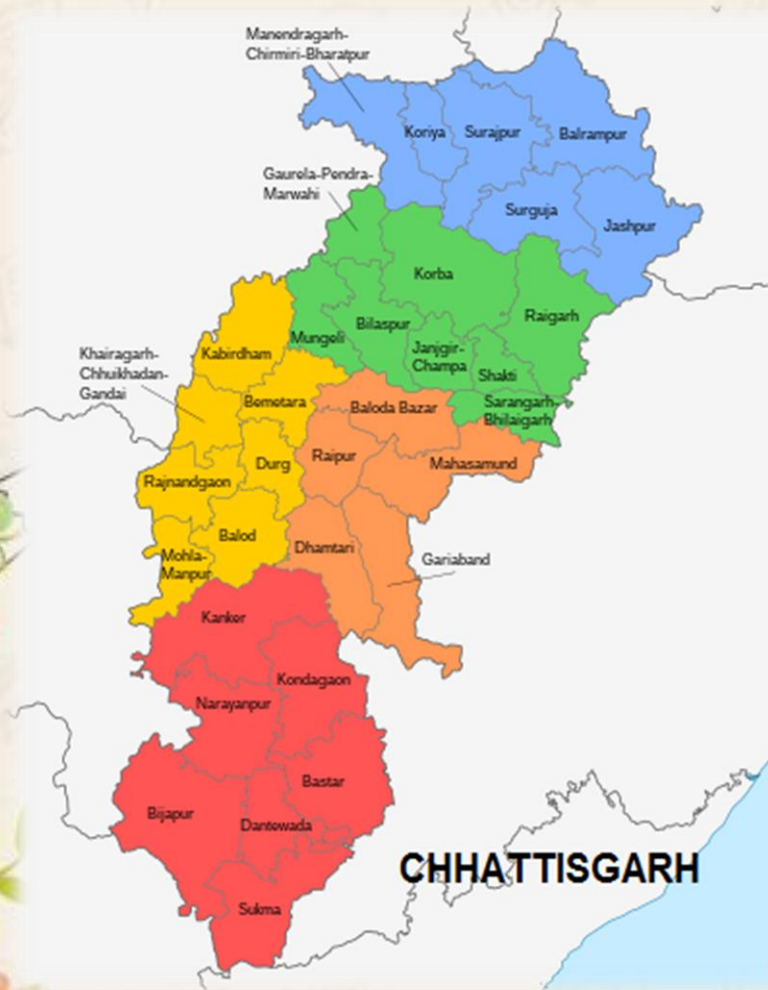 Manendragarh-
Chirmiri-Bharatpur
Koriya
Surajpur
Balrampur
Gaurela-Pendra-
Marwahi
Surguja
Jashpur
Korba
Raigarh
Bilaspur
Mungeli
Janjgir-
Champa
Shakti
Kabirdham
Khairagarh-
Chhuikhadan-
Gandai
Bemetara
Baloda Bazar
Sarangarh-
Bhilaigarh
Raipur
Durg
Mahasamund
Rajnandgaon
Balod
Dhamtari
Mohla-
Manpur
Gariaband
Kanker
Kondagaon
Narayanpur
Bastar
Bijapur
Dantewada
CHHATTISGARH
Sukma